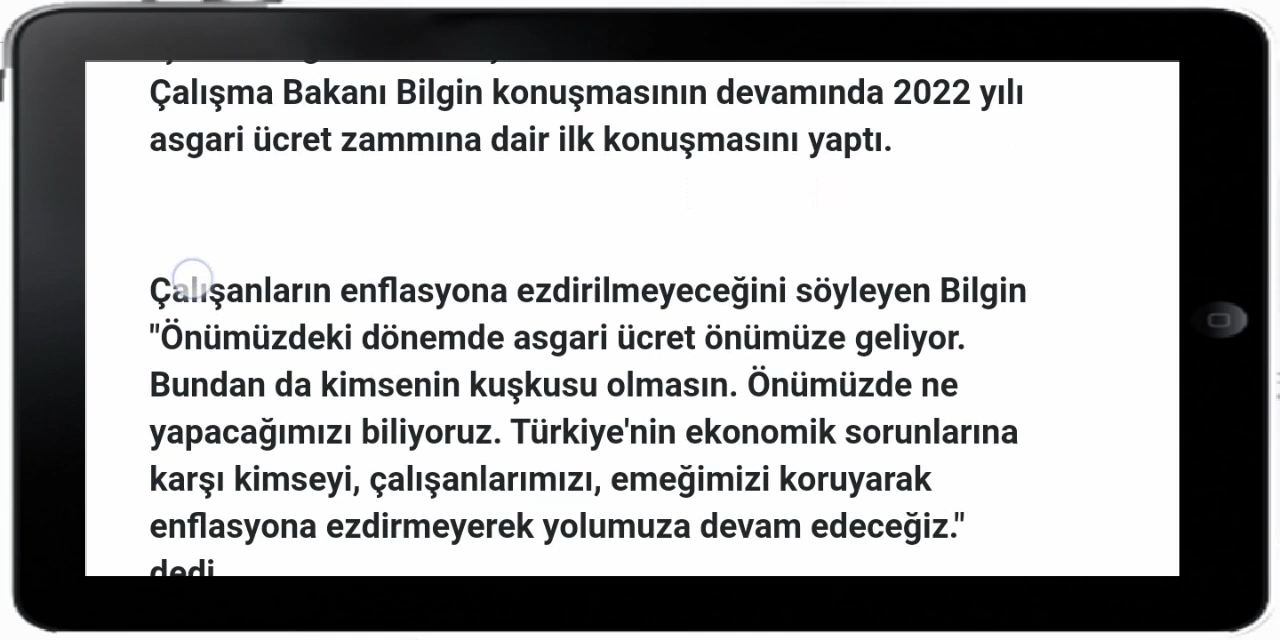 Çalışma Bakanı Bilgin konuşmasının devamında 2022 yılı
asgari ücret zammına dair ilk konuşmasını yaptı.
Çalışanların enflasyona ezdirilmeyeceğini söyleyen Bilgin
"Önümüzdeki dönemde asgari ücret önümüze geliyor.
Bundan da kimsenin kuşkusu olmasın. Önümüzde ne
yapacağımızı biliyoruz. Türkiye'nin ekonomik sorunlarına
karşı kimseyi, çalışanlarımızı, emeğimizi koruyarak
enflasyona ezdirmeyerek yolumuza devam edeceğiz."
dedi